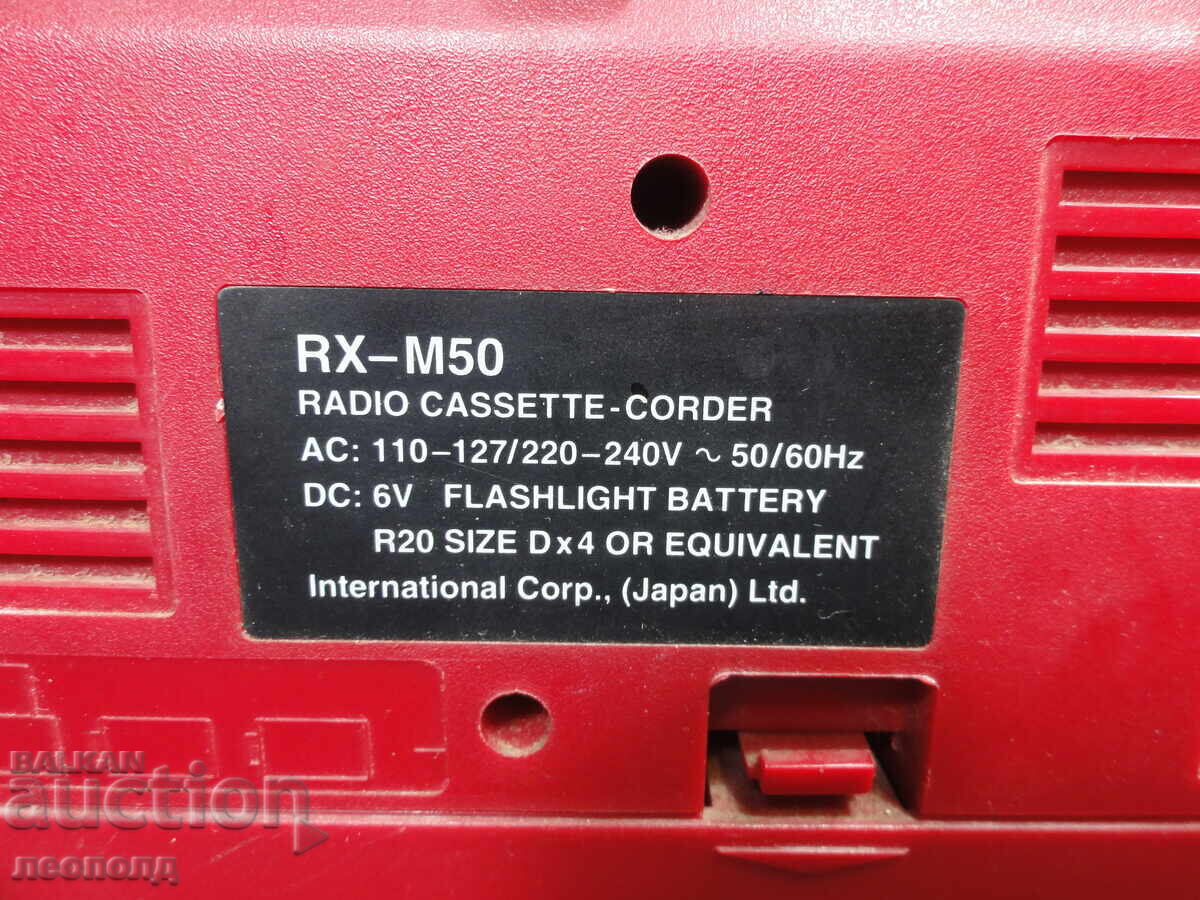 RX–M50
RADIO CASSETTE-CORDER
AC: 110–127/220–240V ~ 50/60Hz
DC: 6V FLASHLIGHT BATTERY
R20 SIZE D x 4 OR EQUIVALENT
International Corp., (Japan) Ltd.
BALKAN
auction
леополд